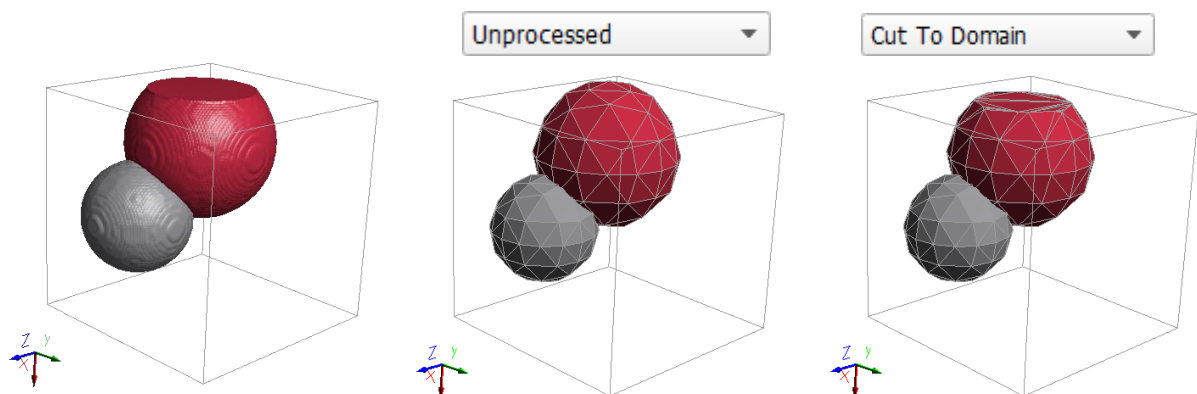 Unprocessed
Cut To Domain
Z y
X
Z y
X
Z y
X